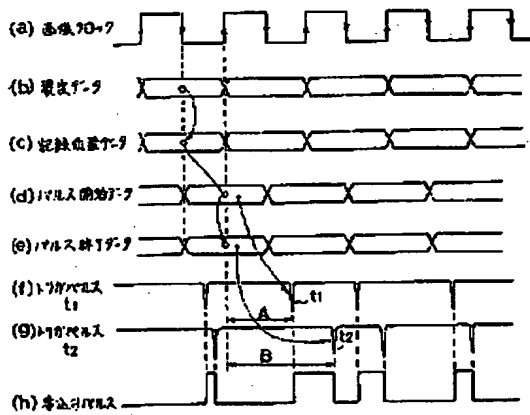 (a) 画像クロック
(b) 濃度データ
(c) 記録位置データ
(d) パルス開始データ
(e) パルス終了データ
(f) トリガパルス t1
t1
A
(g) トリガパルス t2
t2
B
(h) 書込みパルス